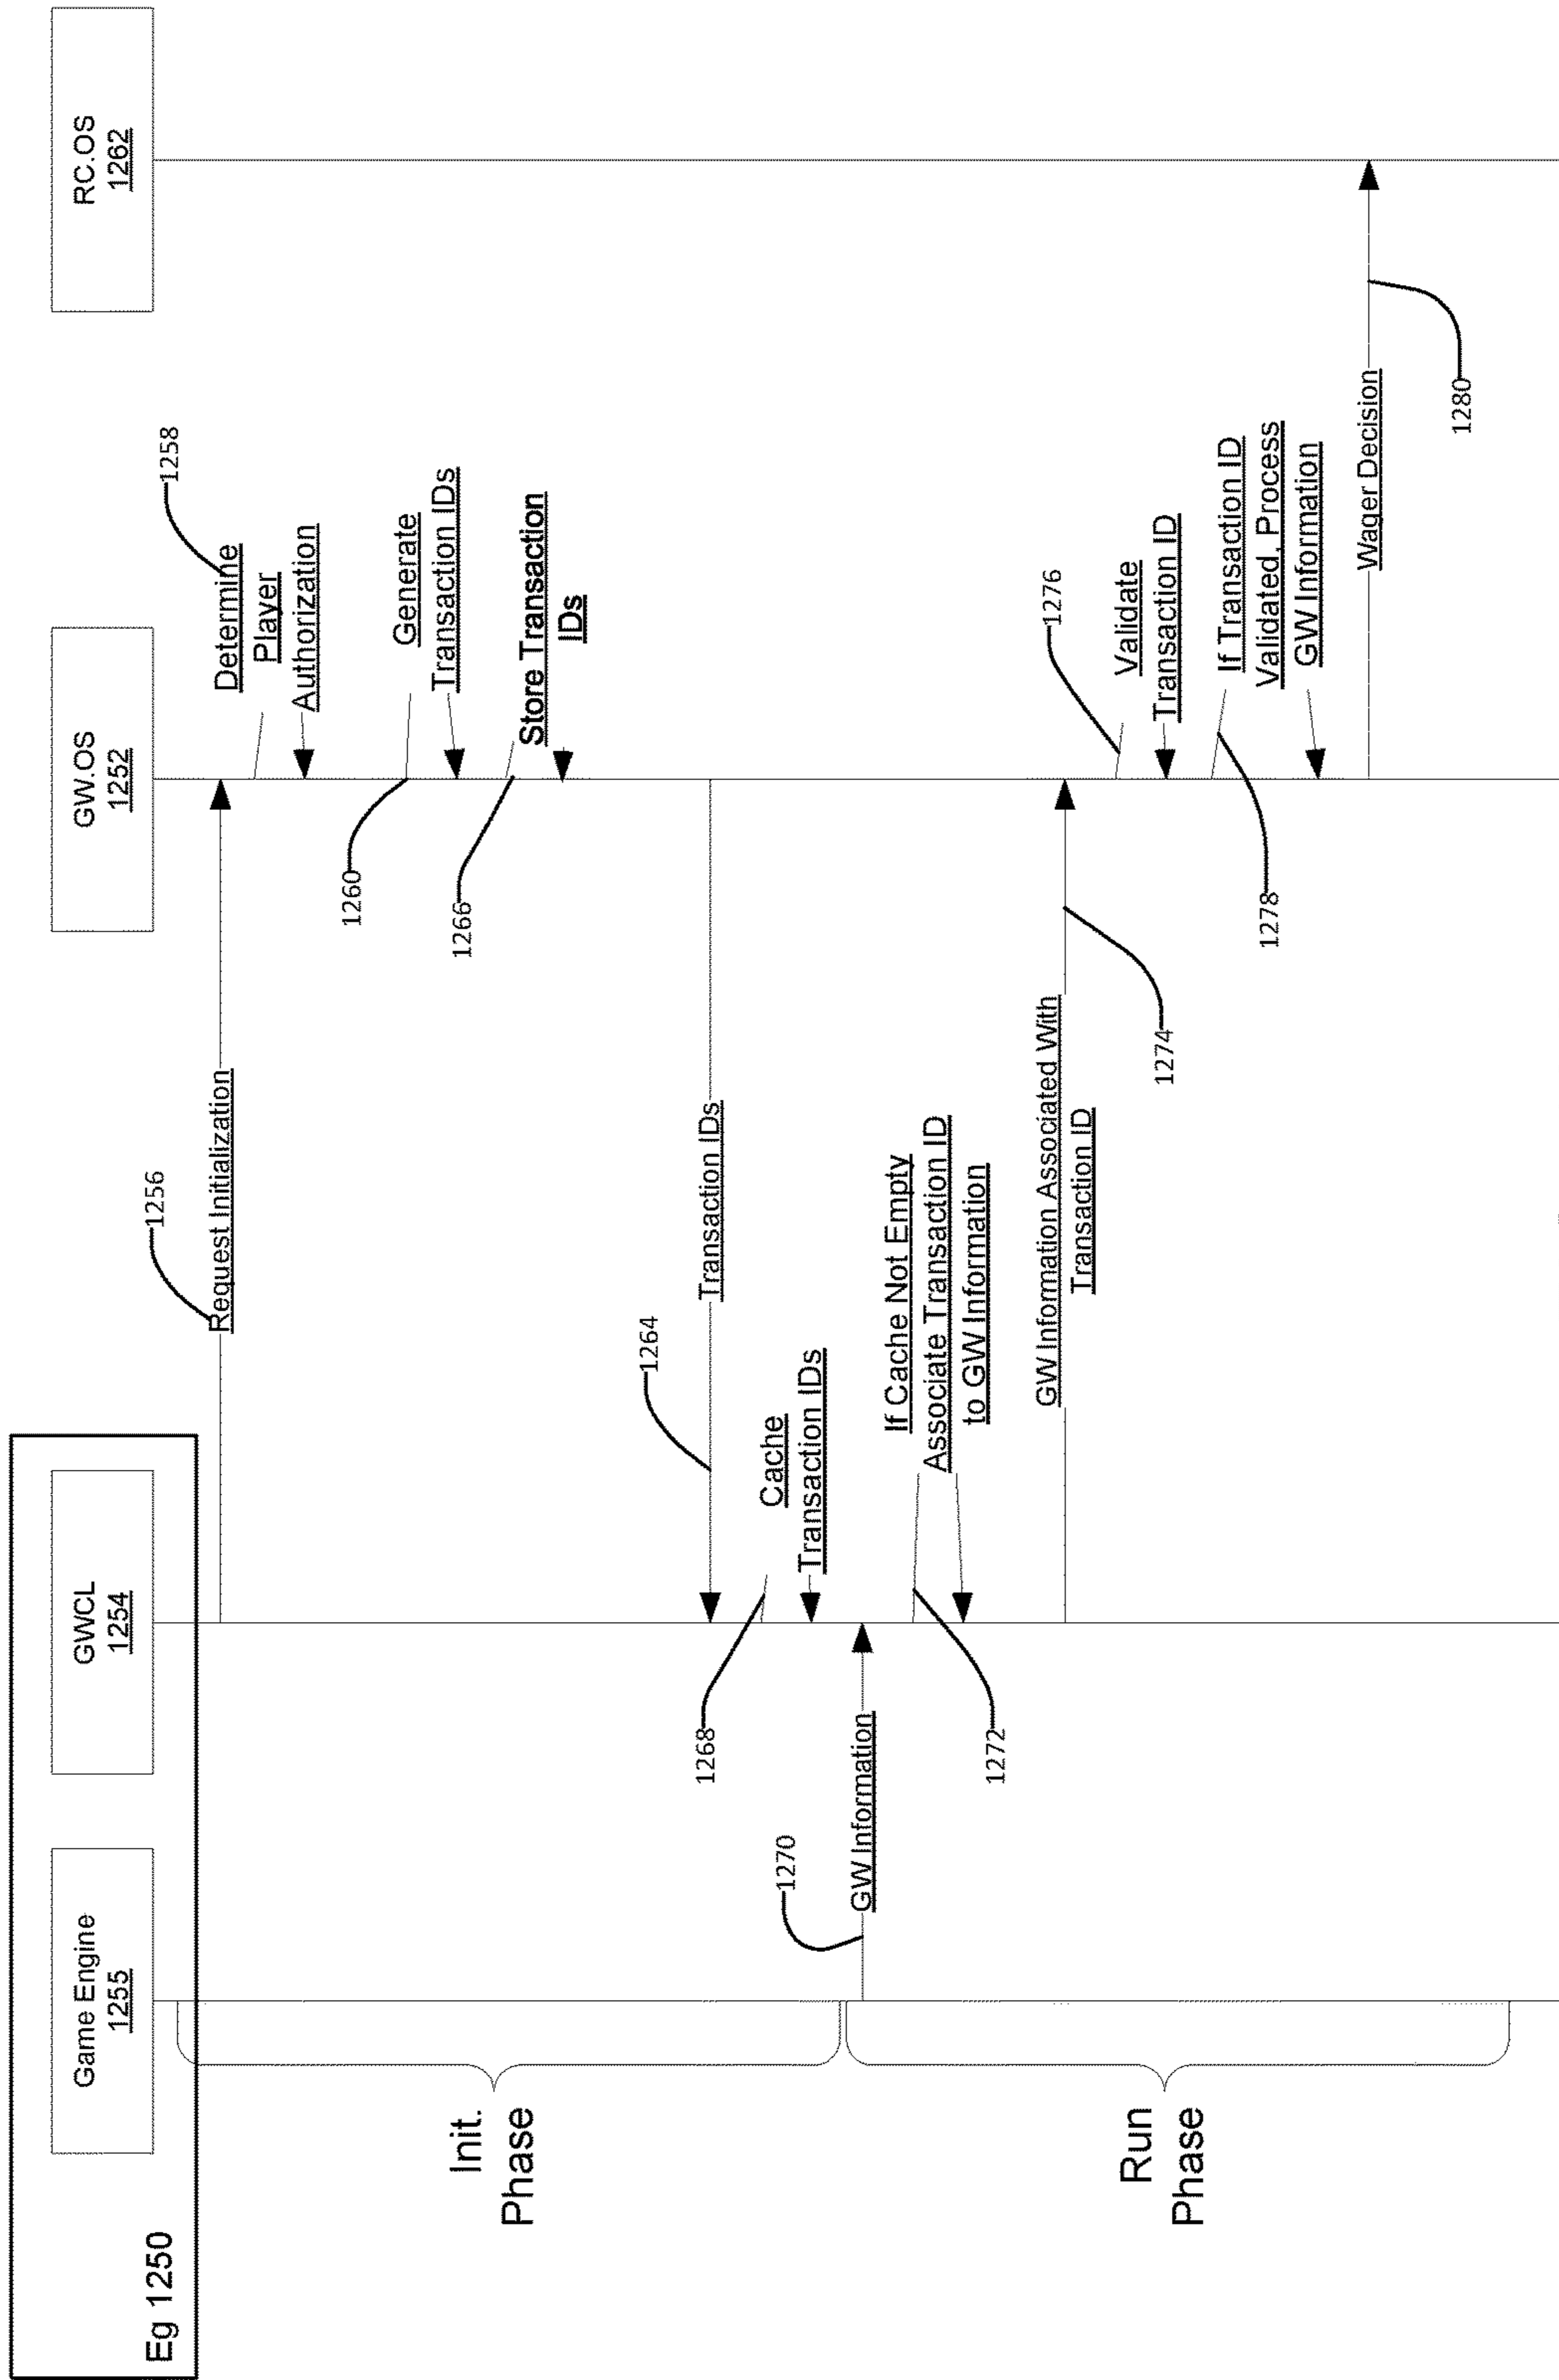 Eg 1250
Game Engine
1255
GWCL
1254
GW.OS
1252
RC.OS
1262
Init.
Phase
1256
Request Initialization
1258
Determine
Player
Authorization
1260
Generate
Transaction IDs
1266
Store Transaction
IDs
1264
Transaction IDs
1268
Cache
Transaction IDs
Run
Phase
1270
GW Information
1272
If Cache Not Empty
Associate Transaction ID
to GW Information
GW Information Associated With
Transaction ID
1274
1276
Validate
Transaction ID
1278
If Transaction ID
Validated, Process
GW Information
Wager Decision
1280